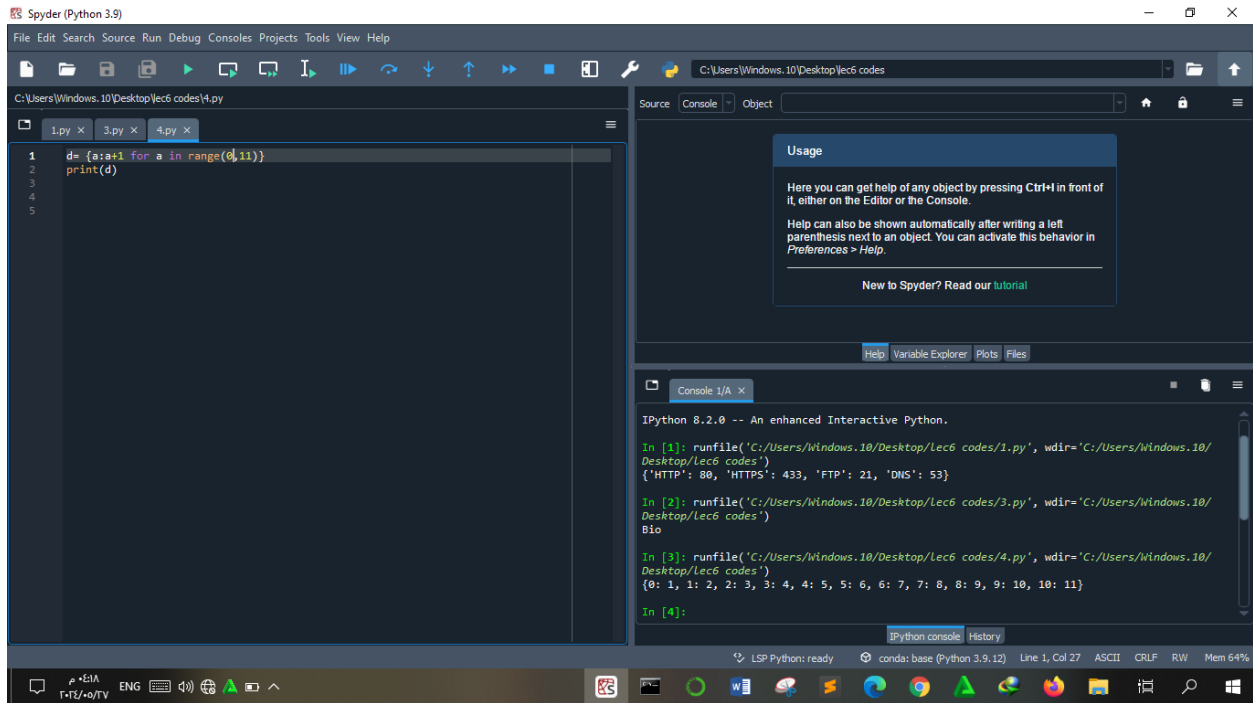 Spyder (Python 3.9)
File Edit Search Source Run Debug Consoles Projects Tools View Help
C:\Users\Windows.10\Desktop\lec6 codes
C:\Users\Windows.10\Desktop\lec6 codes\4.py
1.py 3.py 4.py
1 d= {a:a+1 for a in range(0,11)}
2 print(d)
3
4
5
Source Console Object
Usage
Here you can get help of any object by pressing Ctrl+I in front of
it, either on the Editor or the Console.
Help can also be shown automatically after writing a left
parenthesis next to an object. You can activate this behavior in
Preferences > Help.
New to Spyder? Read our tutorial
Help Variable Explorer Plots Files
Console 1/A
IPython 8.2.0 -- An enhanced Interactive Python.
In [1]: runfile('C:/Users/Windows.10/Desktop/lec6 codes/1.py', wdir='C:/Users/Windows.10/
Desktop/lec6 codes')
{'HTTP': 80, 'HTTPS': 433, 'FTP': 21, 'DNS': 53}
In [2]: runfile('C:/Users/Windows.10/Desktop/lec6 codes/3.py', wdir='C:/Users/Windows.10/
Desktop/lec6 codes')
Bio
In [3]: runfile('C:/Users/Windows.10/Desktop/lec6 codes/4.py', wdir='C:/Users/Windows.10/
Desktop/lec6 codes')
{0: 1, 1: 2, 2: 3, 3: 4, 4: 5, 5: 6, 6: 7, 7: 8, 8: 9, 9: 10, 10: 11}
In [4]:
IPython console History
LSP Python: ready conda: base (Python 3.9.12) Line 1, Col 27 ASCII CRLF RW Mem 64%
٠٤:١٨ م
٢٠٢٤/٠٥/٢٧
ENG